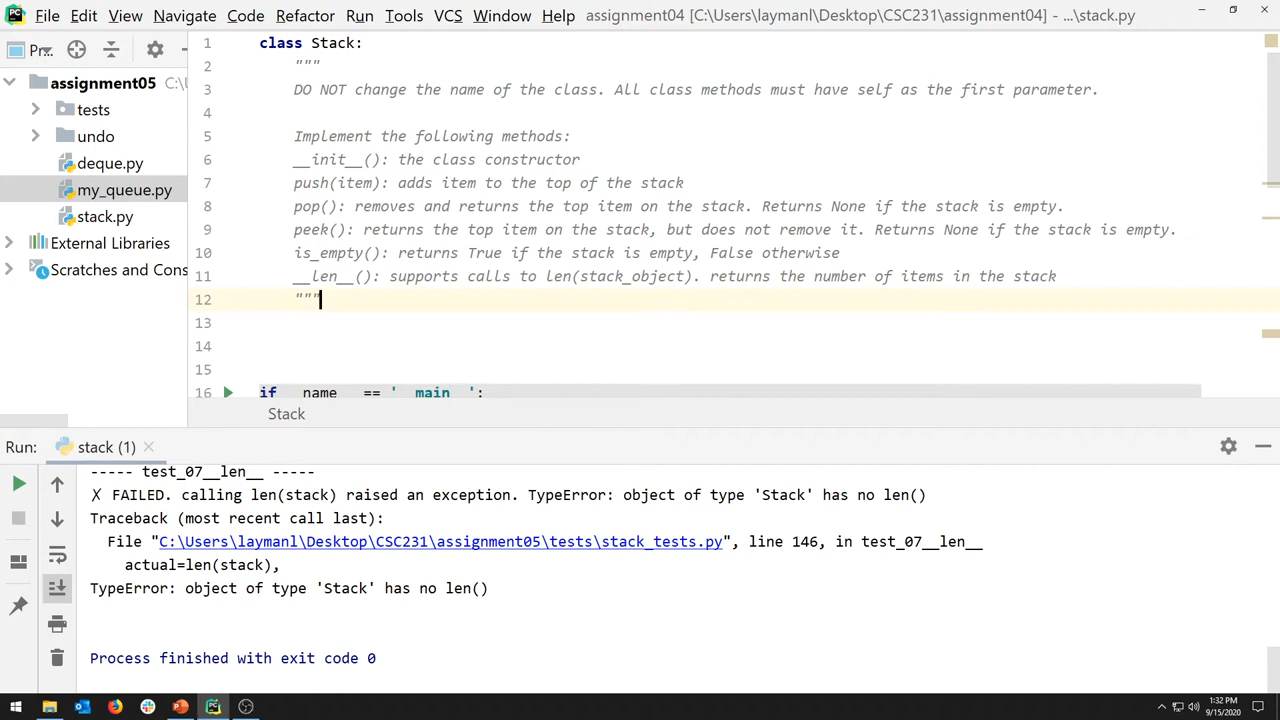 File Edit View Navigate Code Refactor Run Tools VCS Window Help assignment04 [C:\Users\laymanl\Desktop\CSC231\assignment04] - ...\stack.py
Pr...
assignment05 C:\U
tests
undo
deque.py
my_queue.py
stack.py
External Libraries
Scratches and Cons
1 class Stack:
2 """
3 DO NOT change the name of the class. All class methods must have self as the first parameter.
4
5 Implement the following methods:
6 __init__(): the class constructor
7 push(item): adds item to the top of the stack
8 pop(): removes and returns the top item on the stack. Returns None if the stack is empty.
9 peek(): returns the top item on the stack, but does not remove it. Returns None if the stack is empty.
10 is_empty(): returns True if the stack is empty, False otherwise
11 __len__(): supports calls to len(stack_object). returns the number of items in the stack
12 """
13
14
15
16 if __name__ == '__main__':
Stack
Run: stack (1)
----- test_07__len__ -----
✗ FAILED. calling len(stack) raised an exception. TypeError: object of type 'Stack' has no len()
Traceback (most recent call last):
File "C:\Users\laymanl\Desktop\CSC231\assignment05\tests\stack_tests.py", line 146, in test_07__len__
actual=len(stack),
TypeError: object of type 'Stack' has no len()
Process finished with exit code 0
1:32 PM
9/15/2020